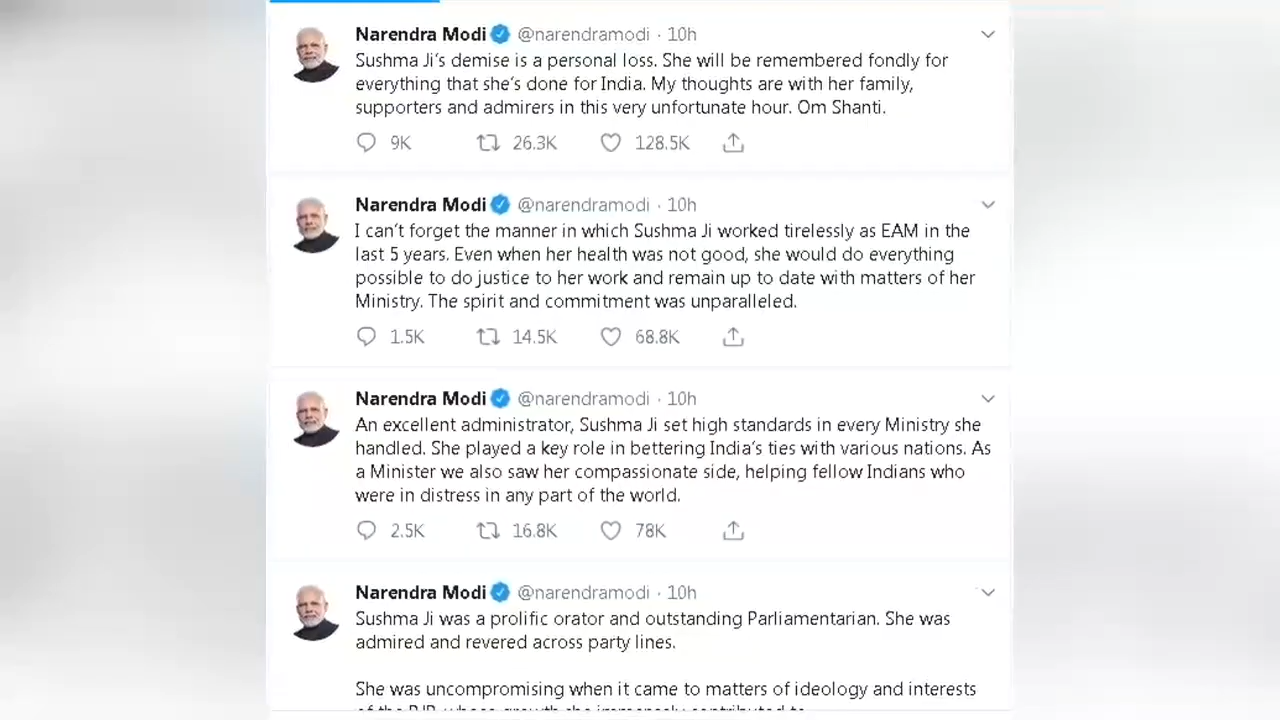 Narendra Modi @narendramodi · 10h
Sushma Ji's demise is a personal loss. She will be remembered fondly for
everything that she's done for India. My thoughts are with her family,
supporters and admirers in this very unfortunate hour. Om Shanti.
9K 26.3K 128.5K
Narendra Modi @narendramodi · 10h
I can't forget the manner in which Sushma Ji worked tirelessly as EAM in the
last 5 years. Even when her health was not good, she would do everything
possible to do justice to her work and remain up to date with matters of her
Ministry. The spirit and commitment was unparalleled.
1.5K 14.5K 68.8K
Narendra Modi @narendramodi · 10h
An excellent administrator, Sushma Ji set high standards in every Ministry she
handled. She played a key role in bettering India's ties with various nations. As
a Minister we also saw her compassionate side, helping fellow Indians who
were in distress in any part of the world.
2.5K 16.8K 78K
Narendra Modi @narendramodi · 10h
Sushma Ji was a prolific orator and outstanding Parliamentarian. She was
admired and revered across party lines.
She was uncompromising when it came to matters of ideology and interests